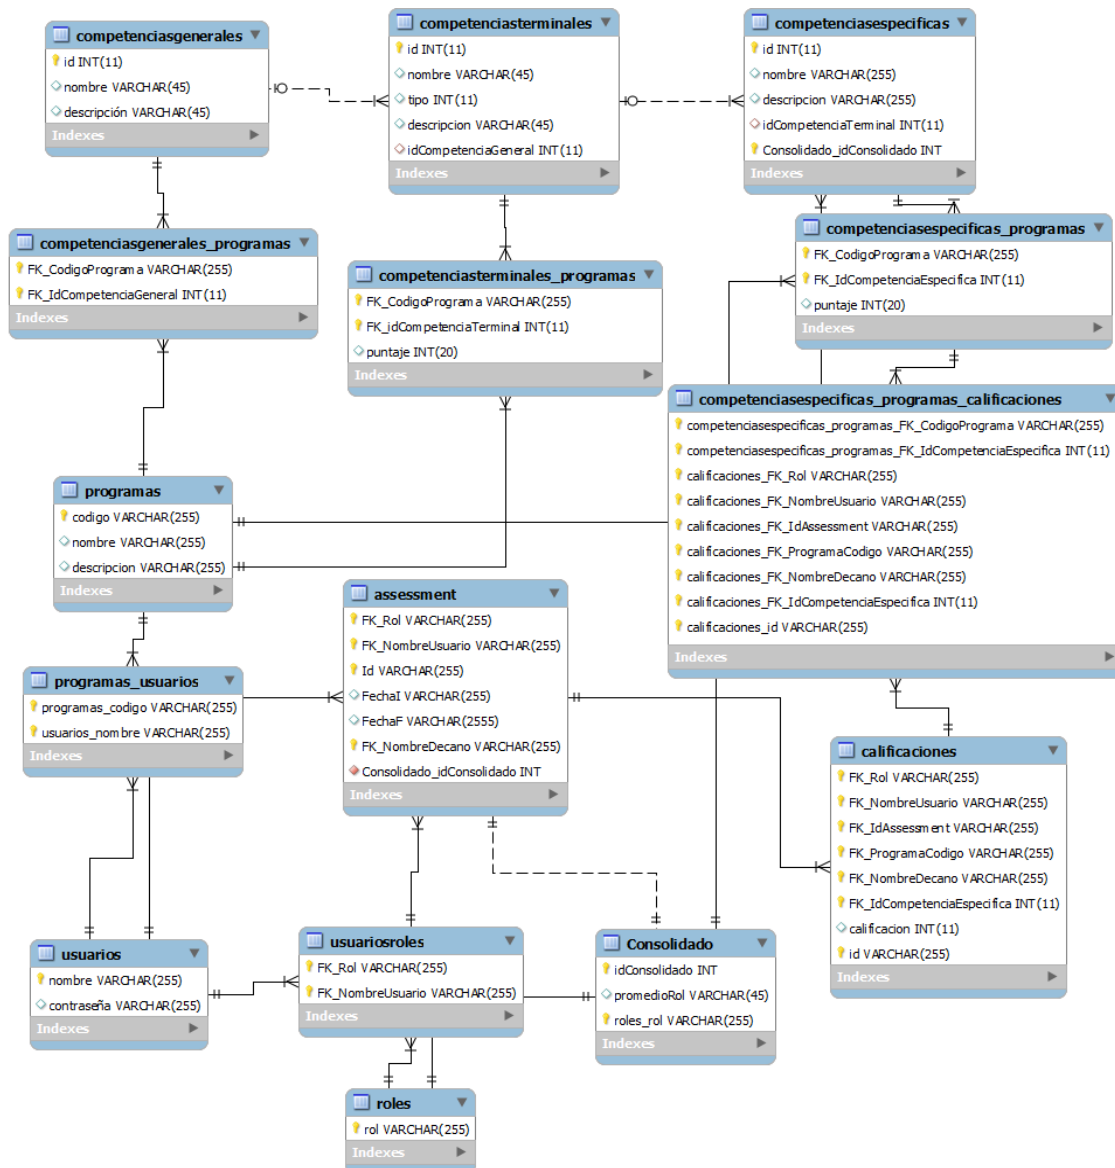 competenciasgenerales
id INT(11)
nombre VARCHAR(45)
descripción VARCHAR(45)
Indexes
competenciasterminales
id INT(11)
nombre VARCHAR(45)
tipo INT(11)
descripcion VARCHAR(45)
idCompetenciaGeneral INT(11)
Indexes
competenciasespecificas
id INT(11)
nombre VARCHAR(255)
descripcion VARCHAR(255)
idCompetenciaTerminal INT(11)
Consolidado_idConsolidado INT
Indexes
competenciasgenerales_programas
FK_CodigoPrograma VARCHAR(255)
FK_IdCompetenciaGeneral INT(11)
Indexes
competenciasterminales_programas
FK_CodigoPrograma VARCHAR(255)
FK_idCompetenciaTerminal INT(11)
puntaje INT(20)
Indexes
competenciasespecificas_programas
FK_CodigoPrograma VARCHAR(255)
FK_IdCompetenciaEspecifica INT(11)
puntaje INT(20)
Indexes
competenciasespecificas_programas_calificaciones
competenciasespecificas_programas_FK_CodigoPrograma VARCHAR(255)
competenciasespecificas_programas_FK_IdCompetenciaEspecifica INT(11)
calificaciones_FK_Rol VARCHAR(255)
calificaciones_FK_NombreUsuario VARCHAR(255)
calificaciones_FK_IdAssessment VARCHAR(255)
calificaciones_FK_ProgramaCodigo VARCHAR(255)
calificaciones_FK_NombreDecano VARCHAR(255)
calificaciones_FK_IdCompetenciaEspecifica INT(11)
calificaciones_id VARCHAR(255)
Indexes
programas
codigo VARCHAR(255)
nombre VARCHAR(255)
descripcion VARCHAR(255)
Indexes
assessment
FK_Rol VARCHAR(255)
FK_NombreUsuario VARCHAR(255)
Id VARCHAR(255)
FechaI VARCHAR(255)
FechaF VARCHAR(2555)
FK_NombreDecano VARCHAR(255)
Consolidado_idConsolidado INT
Indexes
programas_usuarios
programas_codigo VARCHAR(255)
usuarios_nombre VARCHAR(255)
Indexes
calificaciones
FK_Rol VARCHAR(255)
FK_NombreUsuario VARCHAR(255)
FK_IdAssessment VARCHAR(255)
FK_ProgramaCodigo VARCHAR(255)
FK_NombreDecano VARCHAR(255)
FK_IdCompetenciaEspecifica INT(11)
calificacion INT(11)
id VARCHAR(255)
Indexes
usuarios
nombre VARCHAR(255)
contraseña VARCHAR(255)
Indexes
usuariosroles
FK_Rol VARCHAR(255)
FK_NombreUsuario VARCHAR(255)
Indexes
Consolidado
idConsolidado INT
promedioRol VARCHAR(45)
roles_rol VARCHAR(255)
Indexes
roles
rol VARCHAR(255)
Indexes